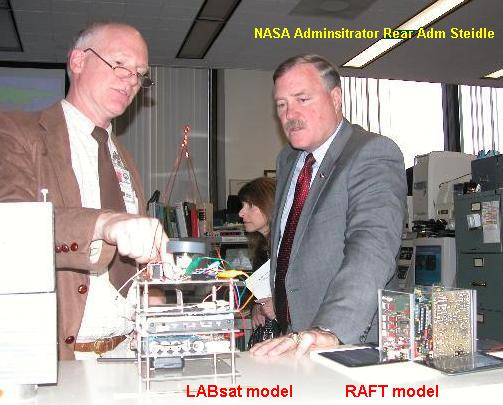 NASA Adminsitrator Rear Adm Steidle
LABsat model
RAFT model